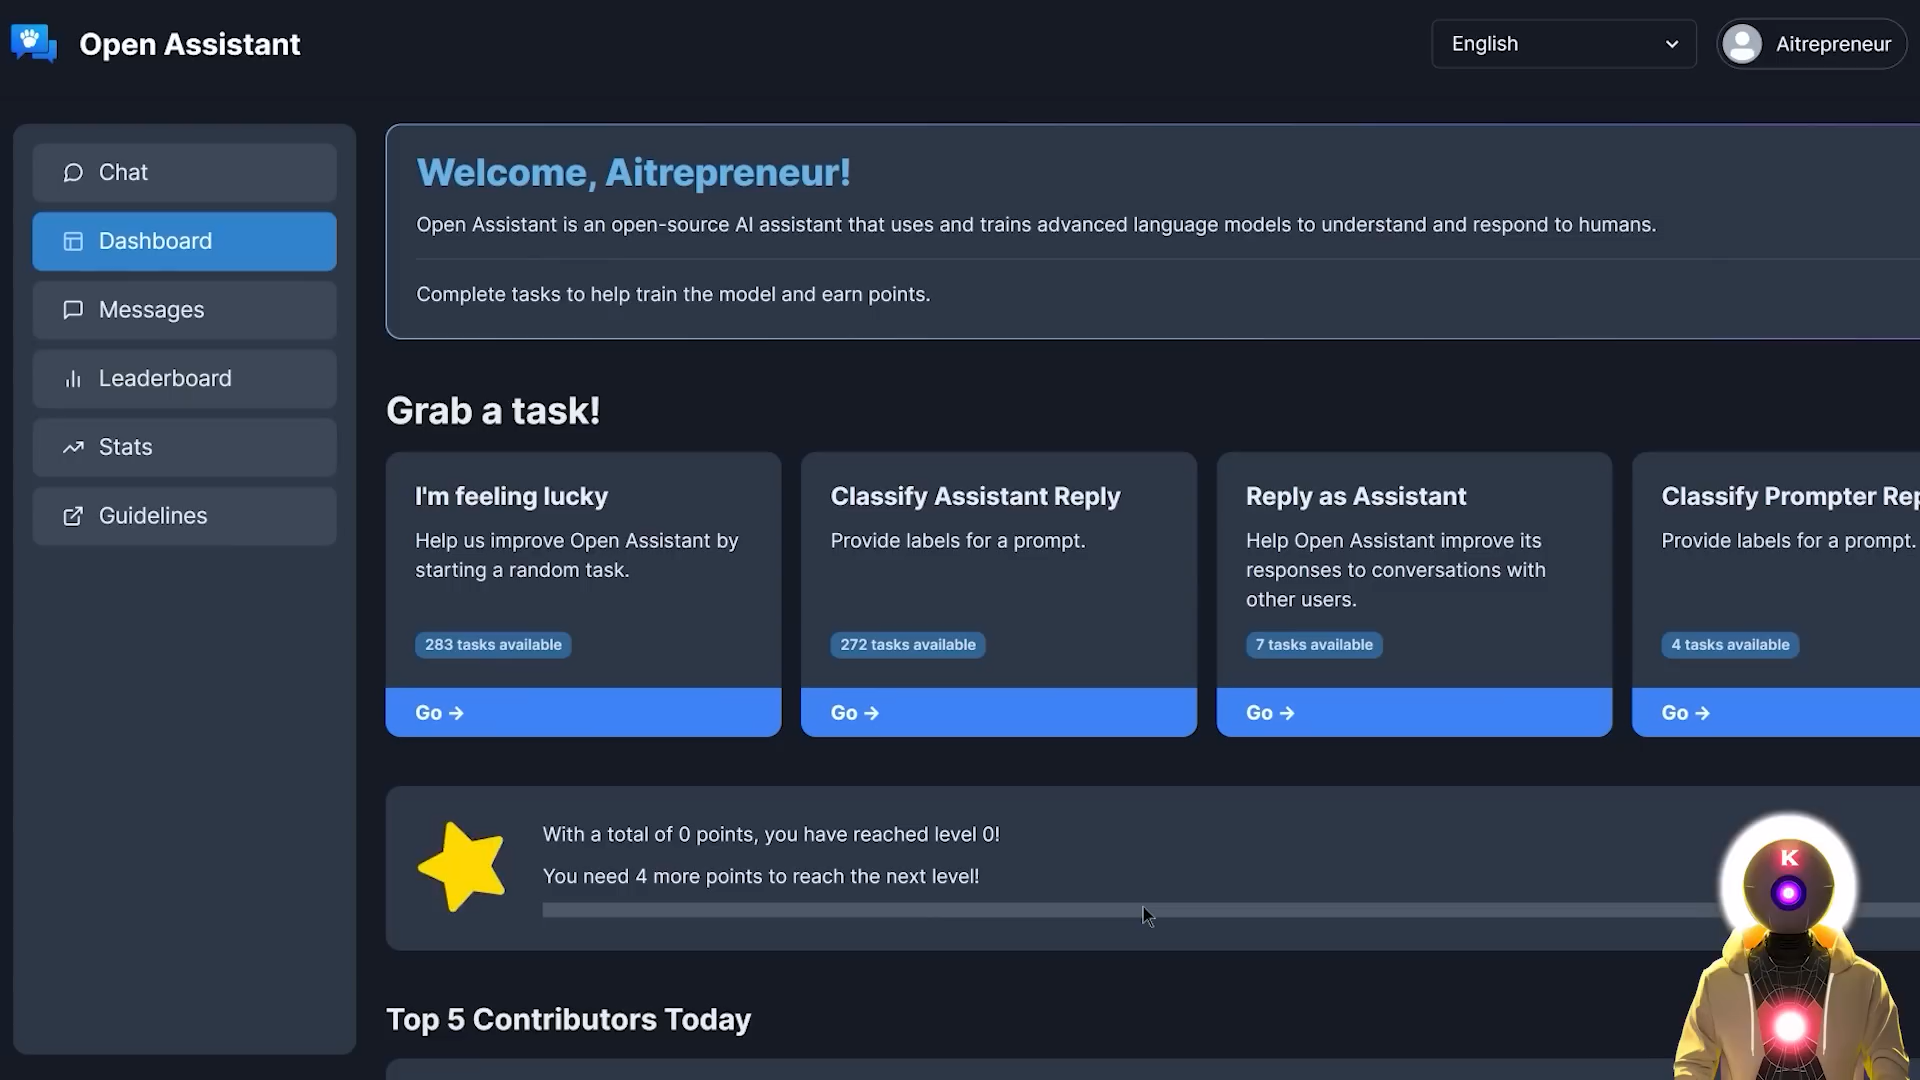 Open Assistant
English
Aitrepreneur
Chat
Dashboard
Messages
Leaderboard
Stats
Guidelines
Welcome, Aitrepreneur!
Open Assistant is an open-source AI assistant that uses and trains advanced language models to understand and respond to humans.
Complete tasks to help train the model and earn points.
Grab a task!
I'm feeling lucky
Help us improve Open Assistant by
starting a random task.
283 tasks available
Go →
Classify Assistant Reply
Provide labels for a prompt.
272 tasks available
Go →
Reply as Assistant
Help Open Assistant improve its
responses to conversations with
other users.
7 tasks available
Go →
Classify Prompter Rep
Provide labels for a prompt.
4 tasks available
Go →
With a total of 0 points, you have reached level 0!
You need 4 more points to reach the next level!
K
Top 5 Contributors Today